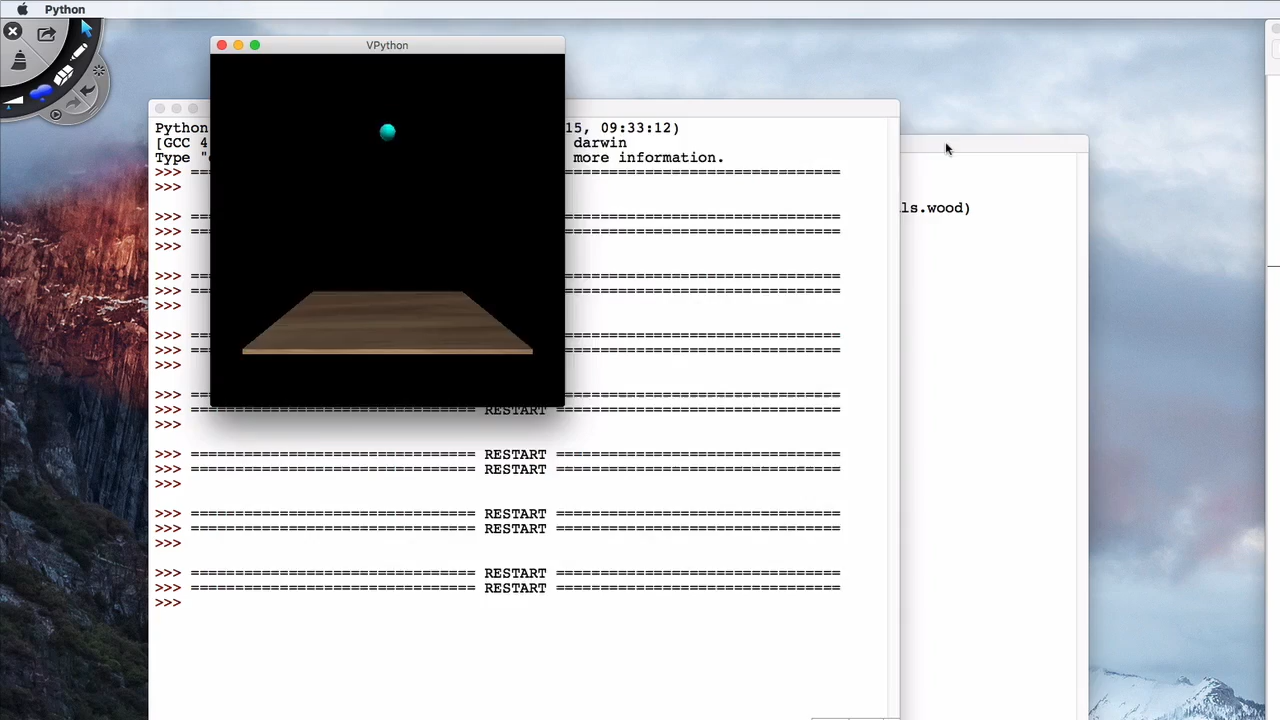 Python
VPython
Python 15, 09:33:12)
[GCC 4 darwin
Type " more information.
>>> == ===============================
>>>
>>> == ===============================
>>> == ===============================
>>>
ls.wood)
>>> == ===============================
>>> == ===============================
>>>
>>> == ===============================
>>> == ===============================
>>>
>>> == ===============================
>>> ================================ RESTART ================================
>>>
>>> ================================ RESTART ================================
>>> ================================ RESTART ================================
>>>
>>> ================================ RESTART ================================
>>> ================================ RESTART ================================
>>>
>>> ================================ RESTART ================================
>>> ================================ RESTART ================================
>>>